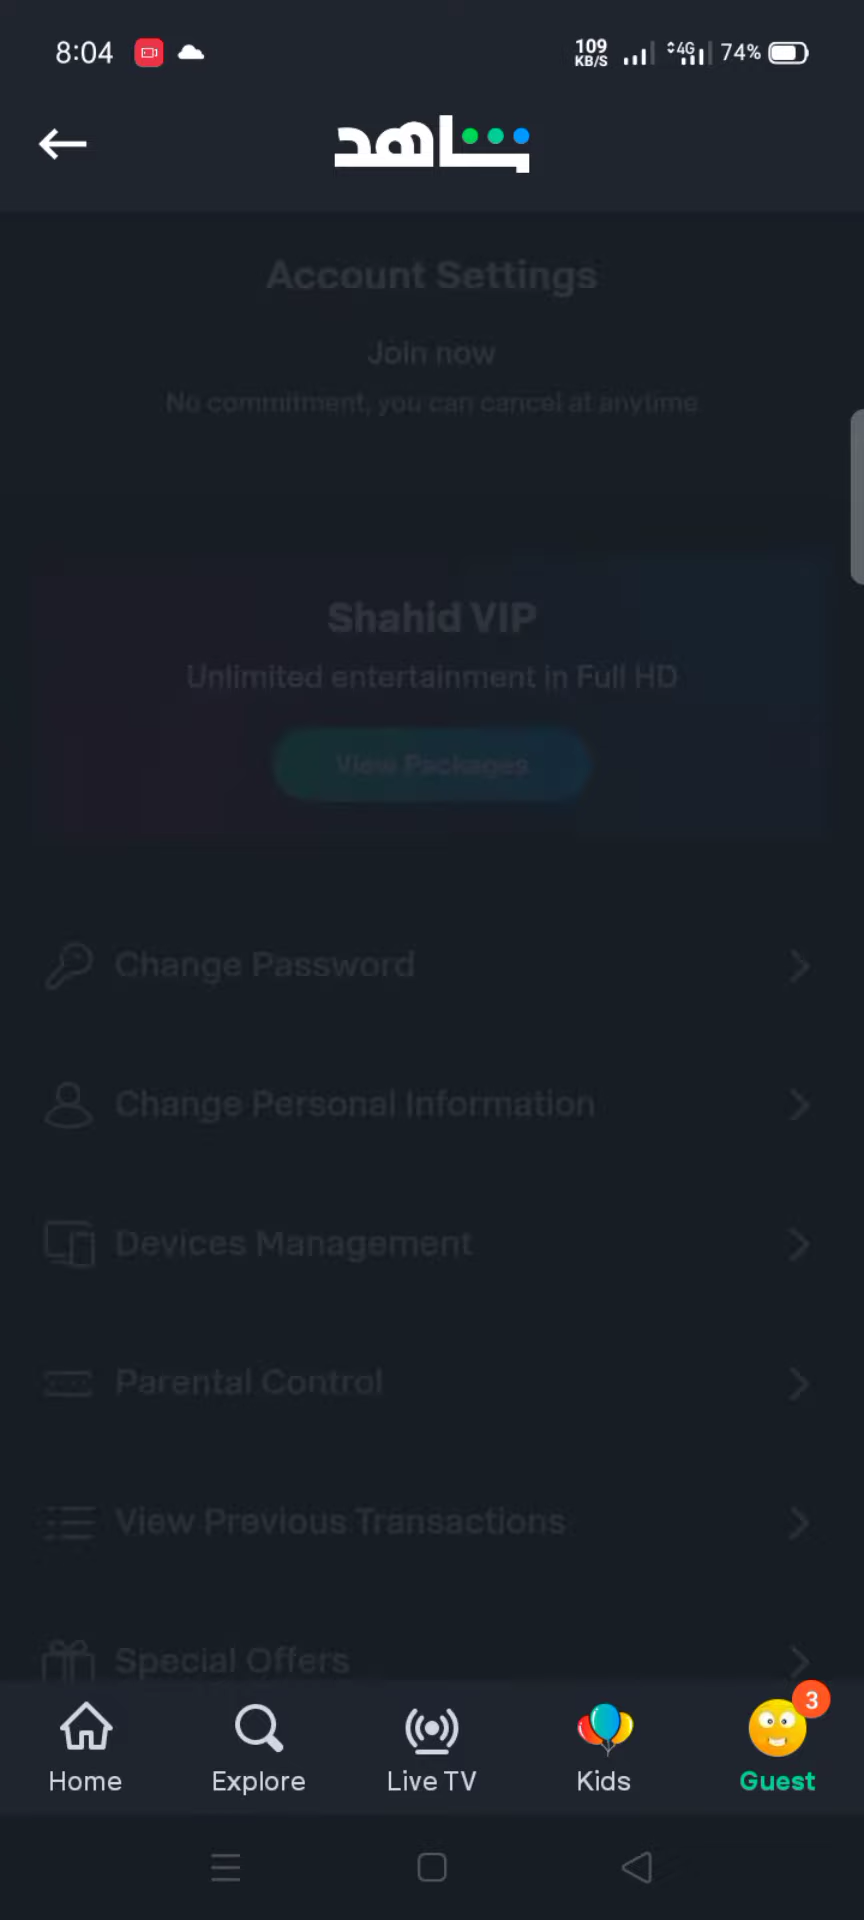 8:04
109
KB/S
4G
74%
شاهد
Account Settings
Join now
No commitment, you can cancel at anytime
Shahid VIP
Unlimited entertainment in Full HD
View Packages
Change Password
Change Personal Information
Devices Management
Parental Control
View Previous Transactions
Special Offers
3
Home
Explore
Live TV
Kids
Guest